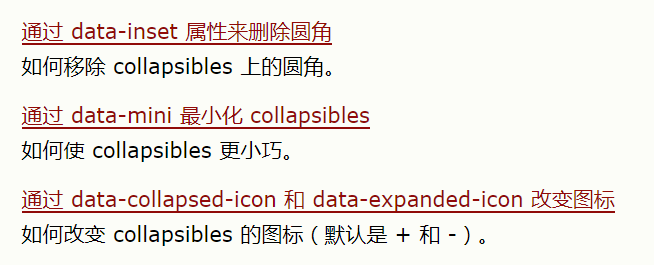 通过 data-inset 属性来删除圆角
如何移除 collapsibles 上的圆角。
通过 data-mini 最小化 collapsibles
如何使 collapsibles 更小巧。
通过 data-collapsed-icon 和 data-expanded-icon 改变图标
如何改变 collapsibles 的图标（默认是 + 和 -）。